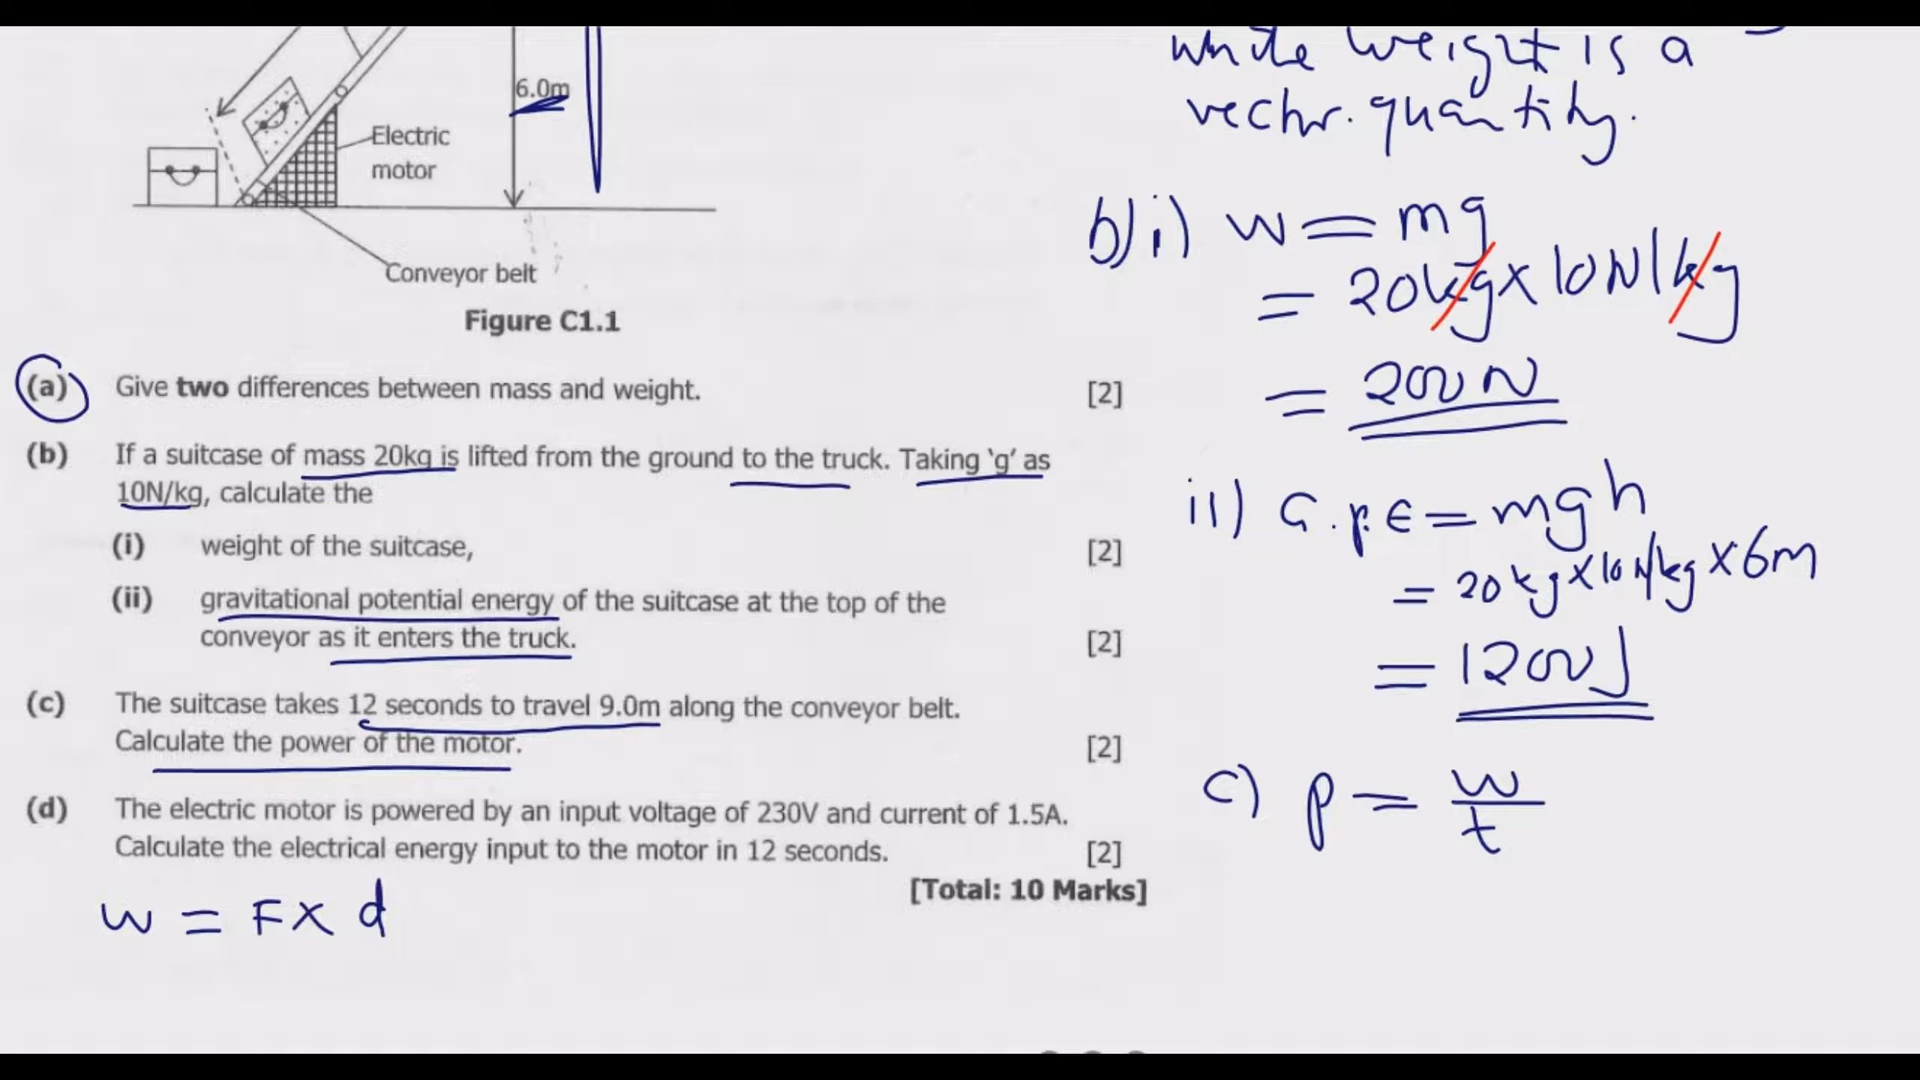 6.0m
Electric
motor
Conveyor belt
Figure C1.1
(a) Give two differences between mass and weight. [2]
(b) If a suitcase of mass 20kg is lifted from the ground to the truck. Taking 'g' as
10N/kg, calculate the
(i) weight of the suitcase, [2]
(ii) gravitational potential energy of the suitcase at the top of the
conveyor as it enters the truck. [2]
(c) The suitcase takes 12 seconds to travel 9.0m along the conveyor belt.
Calculate the power of the motor. [2]
(d) The electric motor is powered by an input voltage of 230V and current of 1.5A.
Calculate the electrical energy input to the motor in 12 seconds. [2]
[Total: 10 Marks]
W = F x d
while weight is a
vector. quantity.
b) i) W = mg
= 20kg x 10N/kg
= 200N
ii) G.P.E = mgh
= 20kg x 10N/kg x 6m
= 1200J
c) P = W
t